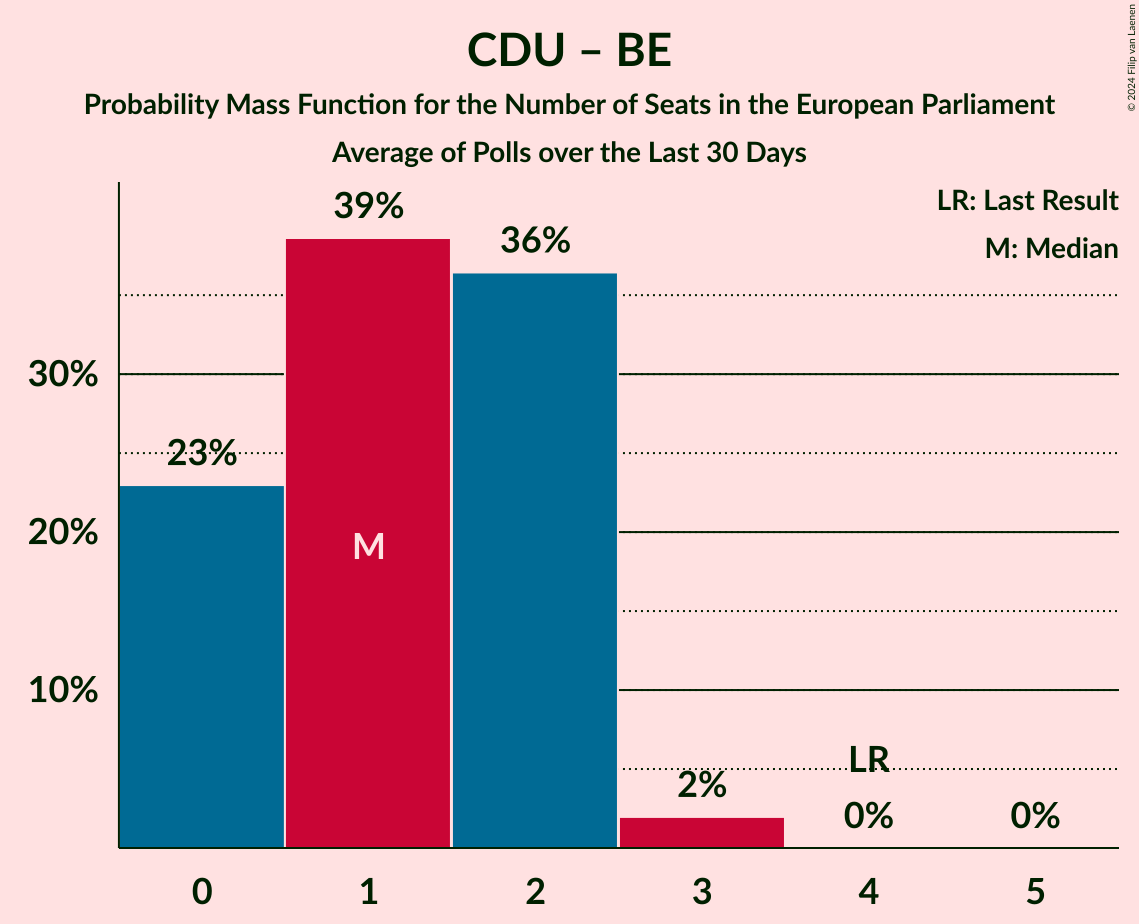 CDU – BE
Probability Mass Function for the Number of Seats in the European Parliament
Average of Polls over the Last 30 Days
© 2024 Filip van Laenen
LR: Last Result
M: Median
39%
36%
30%
23%
20%
M
10%
LR
2%
0%
0%
0 1 2 3 4 5